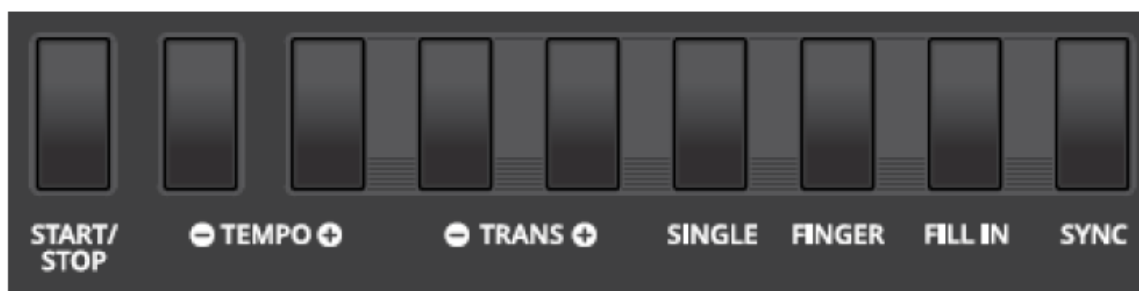 START/
STOP
⊖ TEMPO ⊕
⊖ TRANS ⊕
SINGLE
FINGER
FILL IN
SYNC